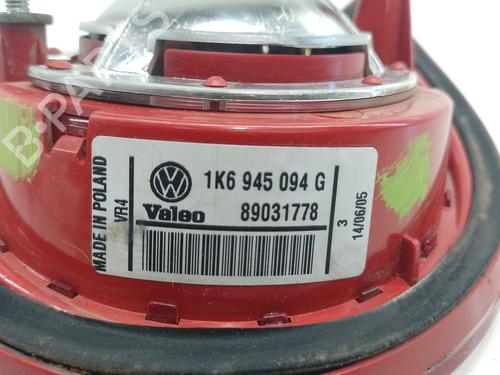 MADE IN POLAND
VR4
1K6 945 094 G
Valeo 89031778
3
14/06/05
B-PARTS